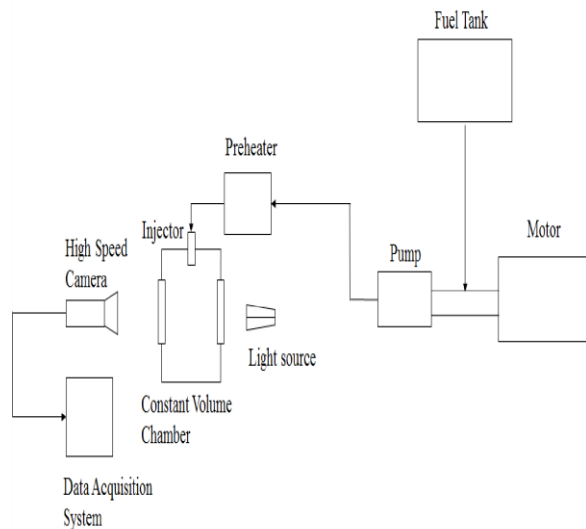 Fuel Tank
Preheater
Injector
High Speed
Camera
Motor
Pump
Light source
Constant Volume
Chamber
Data Acquisition
System